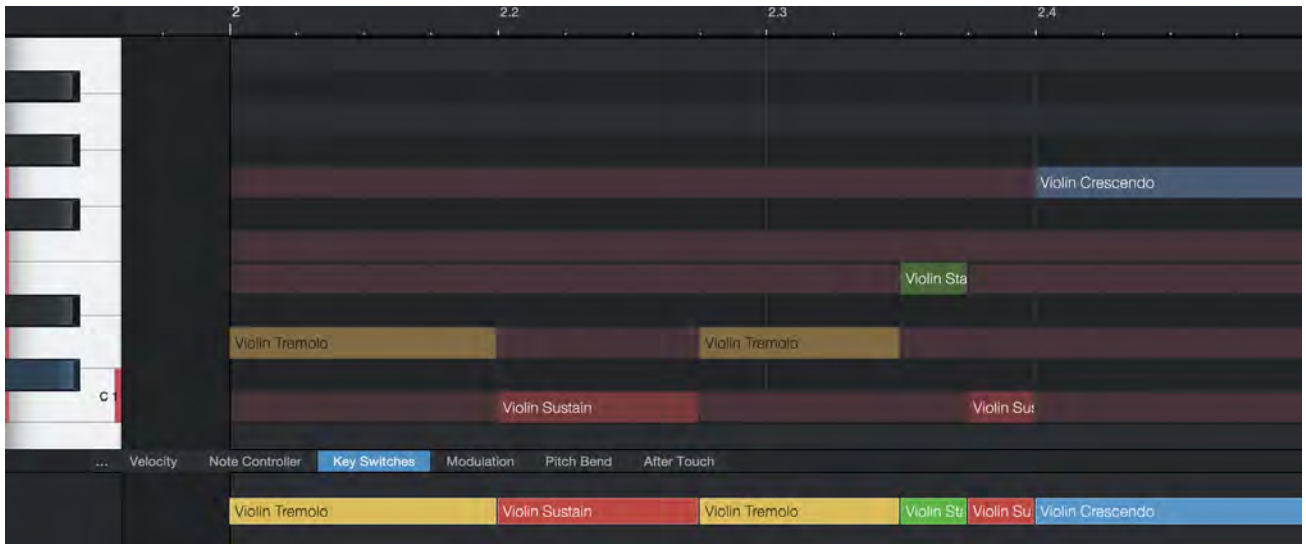 2 2.2 2.3 2.4
Violin Crescendo
Violin Sta
Violin Tremolo Violin Tremolo
C 1
Violin Sustain Violin Sus
... Velocity Note Controller Key Switches Modulation Pitch Bend After Touch
Violin Tremolo Violin Sustain Violin Tremolo Violin Sta Violin Su Violin Crescendo